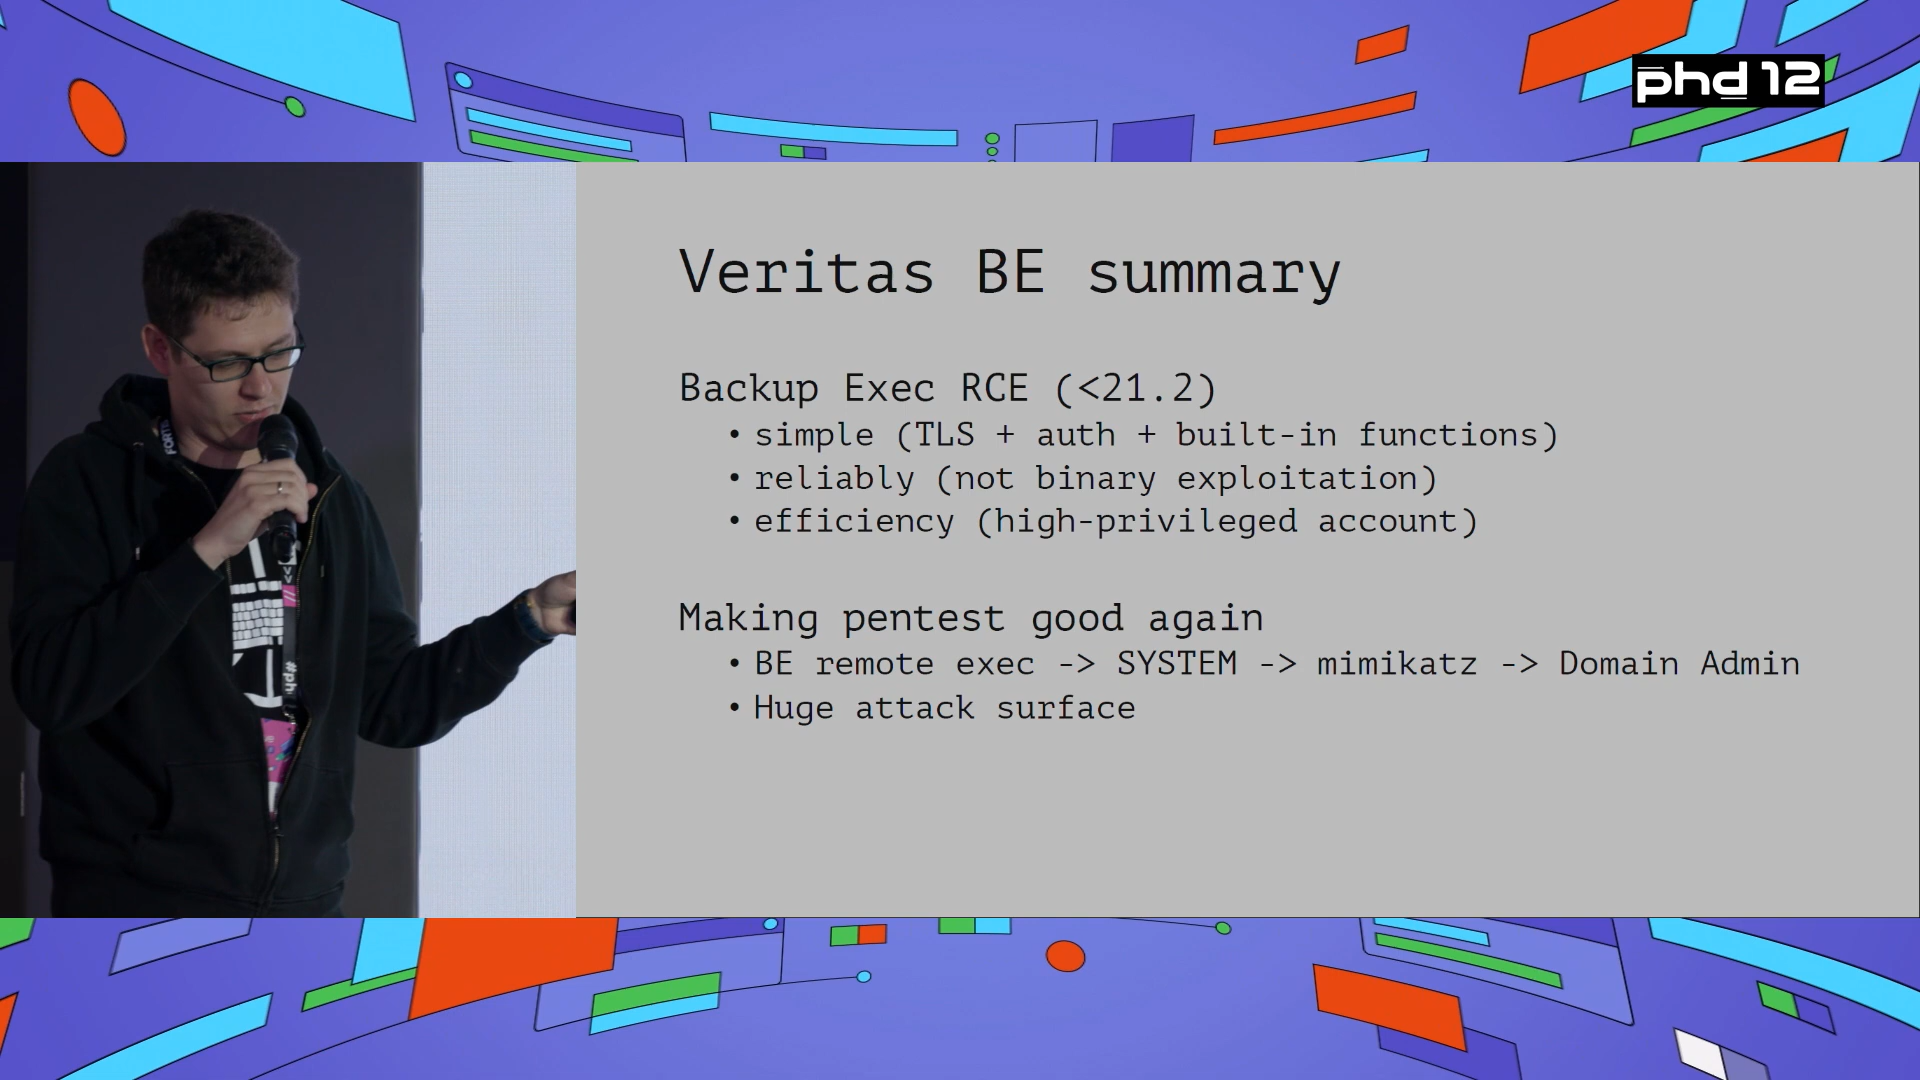 phd 12
Veritas BE summary
Backup Exec RCE (<21.2)
• simple (TLS + auth + built-in functions)
• reliably (not binary exploitation)
• efficiency (high-privileged account)
Making pentest good again
• BE remote exec -> SYSTEM -> mimikatz -> Domain Admin
• Huge attack surface
#ph